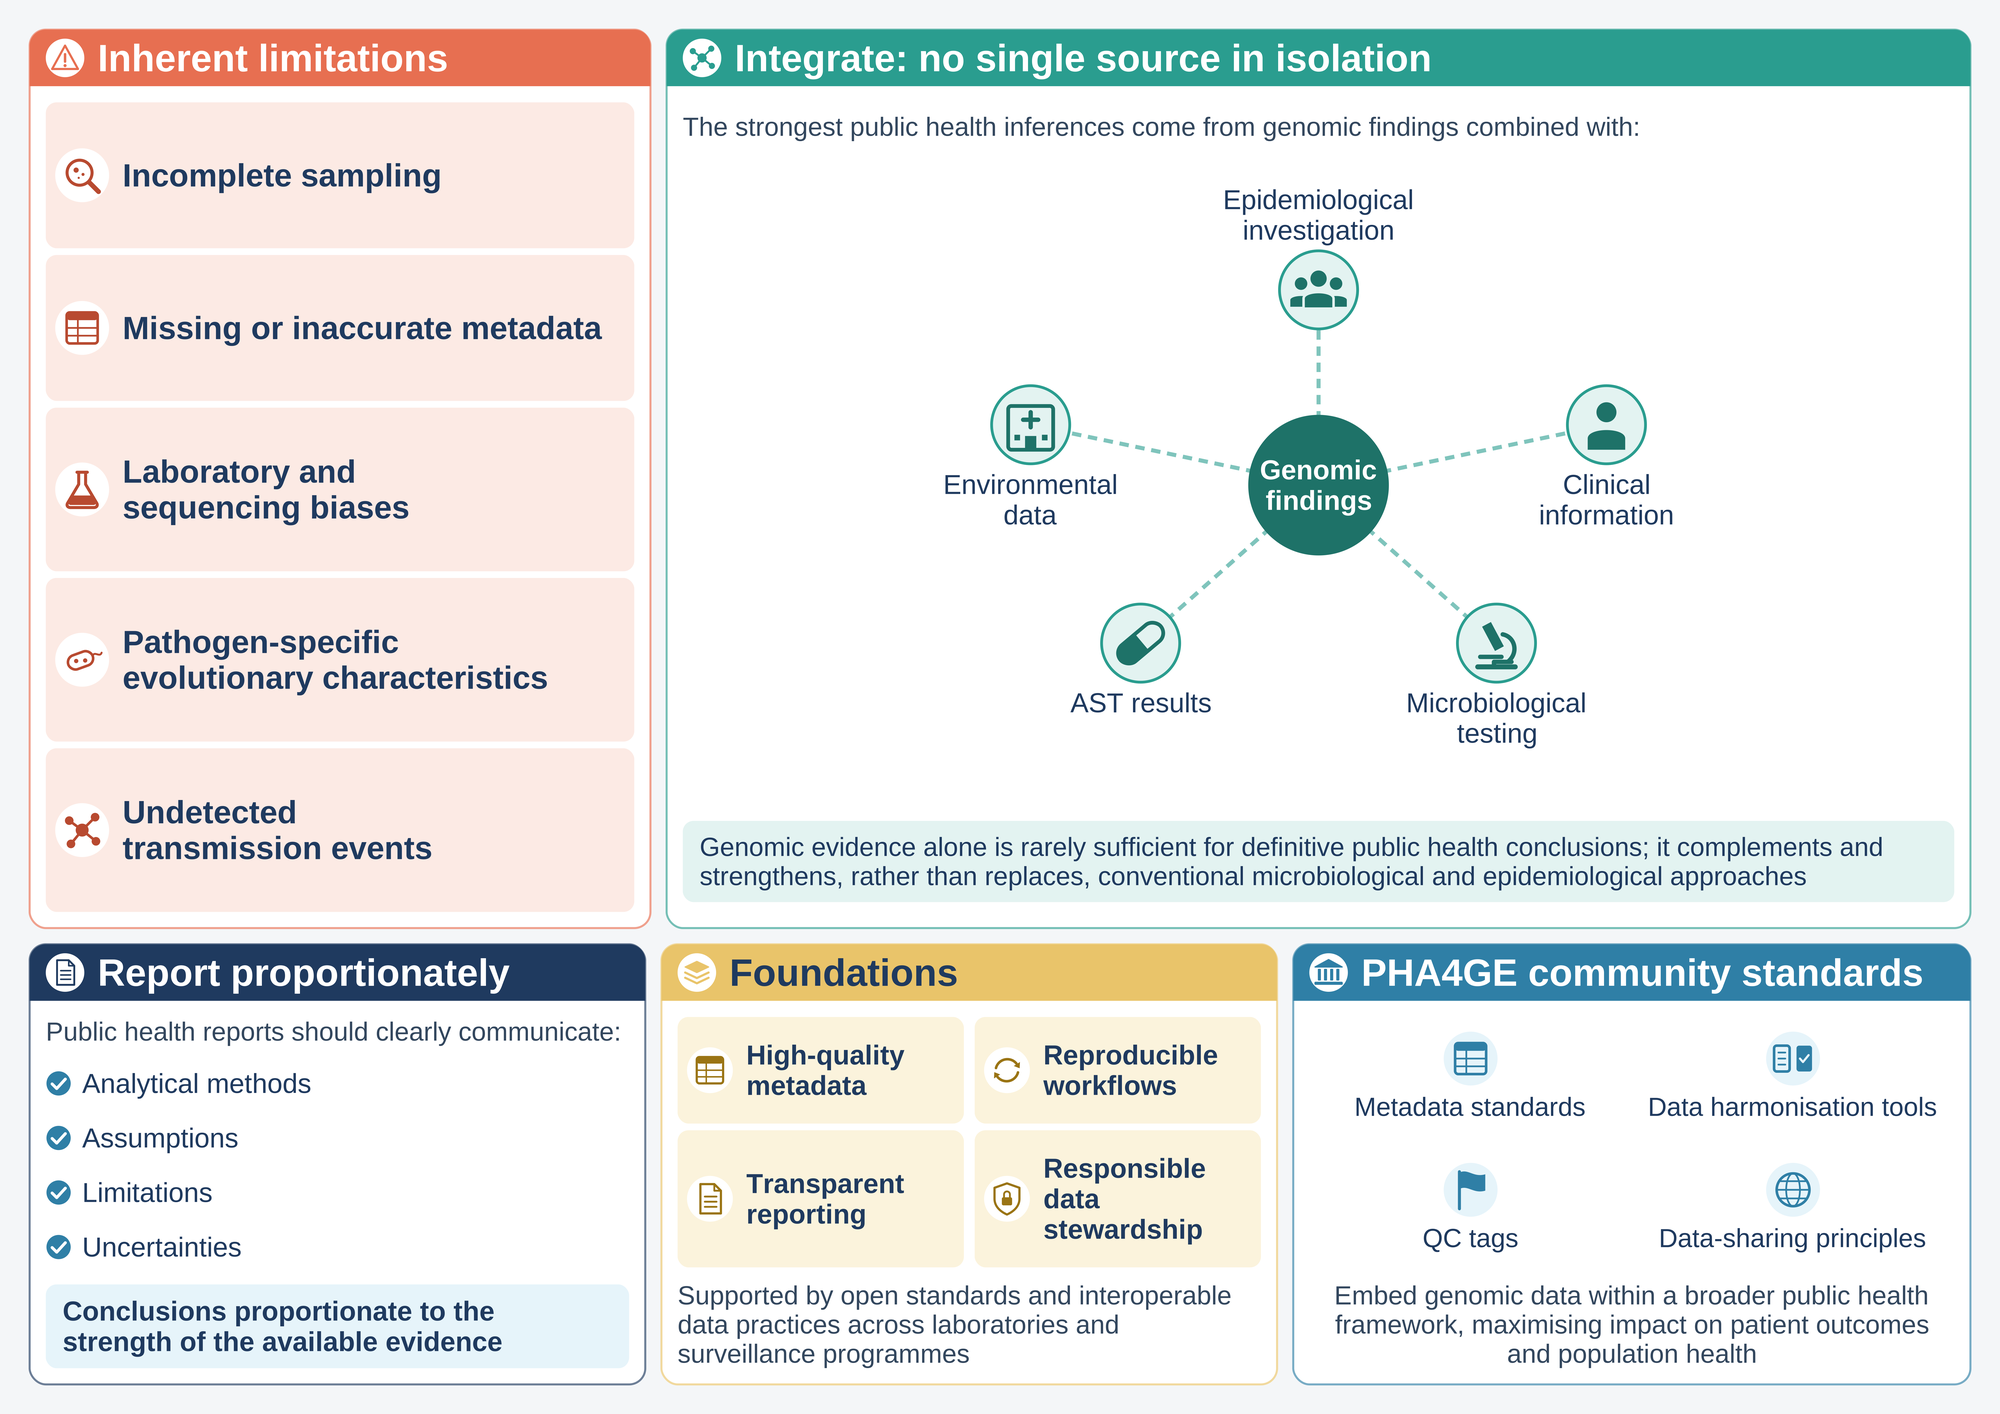 Inherent limitations
Incomplete sampling
Missing or inaccurate metadata
Laboratory and
sequencing biases
Pathogen-specific
evolutionary characteristics
Undetected
transmission events
Integrate: no single source in isolation
The strongest public health inferences come from genomic findings combined with:
Epidemiological
investigation
Environmental
data
Genomic
findings
Clinical
information
AST results
Microbiological
testing
Genomic evidence alone is rarely sufficient for definitive public health conclusions; it complements and
strengthens, rather than replaces, conventional microbiological and epidemiological approaches
Report proportionately
Public health reports should clearly communicate:
Analytical methods
Assumptions
Limitations
Uncertainties
Conclusions proportionate to the
strength of the available evidence
Foundations
High-quality
metadata
Reproducible
workflows
Transparent
reporting
Responsible
data
stewardship
Supported by open standards and interoperable
data practices across laboratories and
surveillance programmes
PHA4GE community standards
Metadata standards
Data harmonisation tools
QC tags
Data-sharing principles
Embed genomic data within a broader public health
framework, maximising impact on patient outcomes
and population health